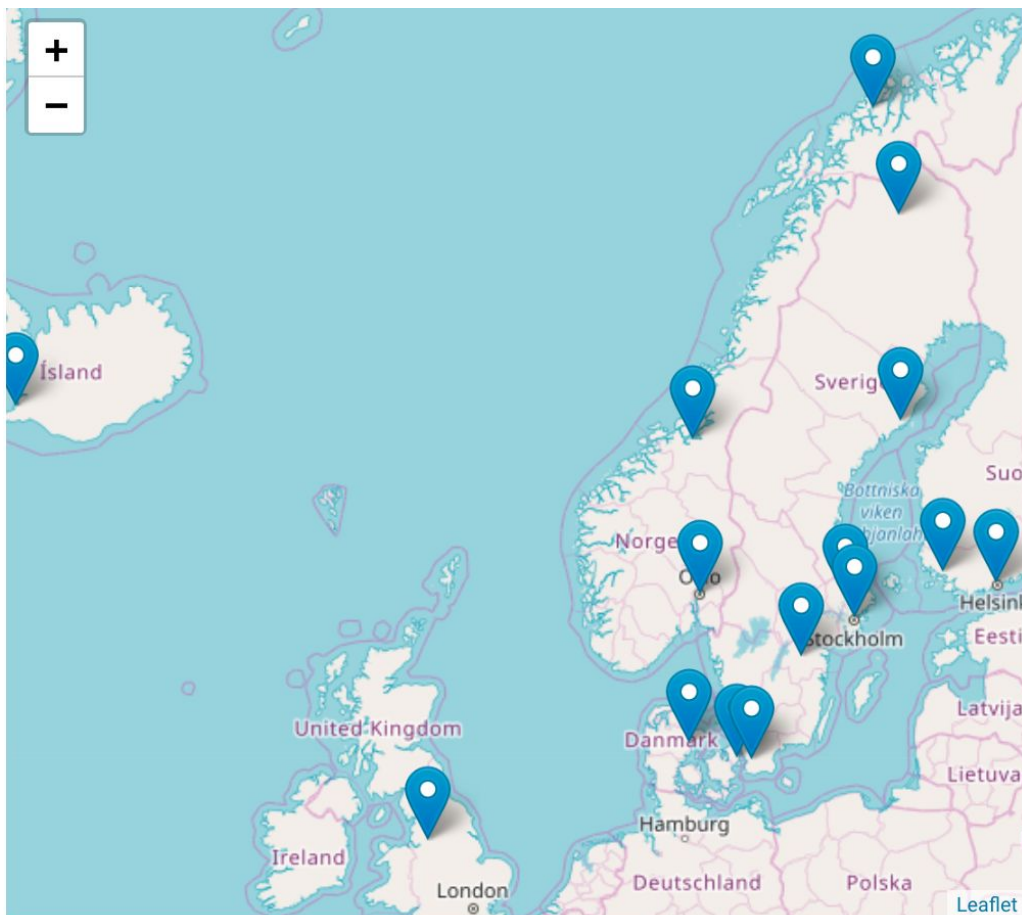 +
−
Ísland
Sverig
Suo
Bottniska
viken
Norge
O lo
Helsink
Stockholm
Eesti
United Kingdom
Danmark
Latvija
Lietuva
Hamburg
Ireland
London
Deutschland
Polska
Leaflet